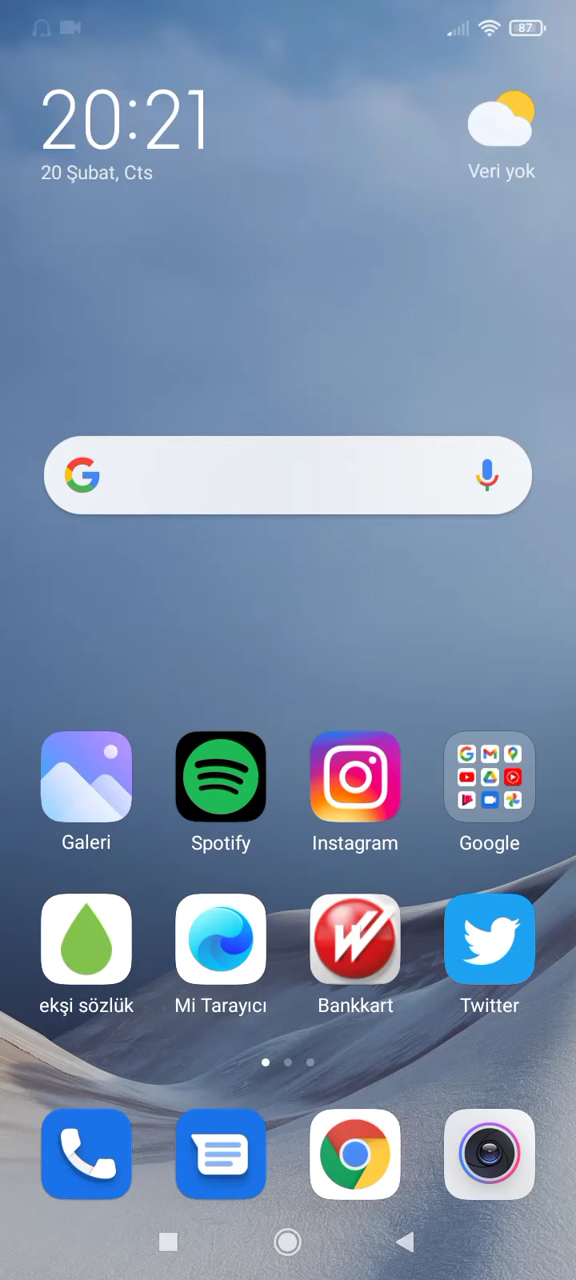 87
20:21
20 Şubat, Cts
Veri yok
Galeri
Spotify
Instagram
Google
ekşi sözlük
Mi Tarayıcı
Bankkart
Twitter